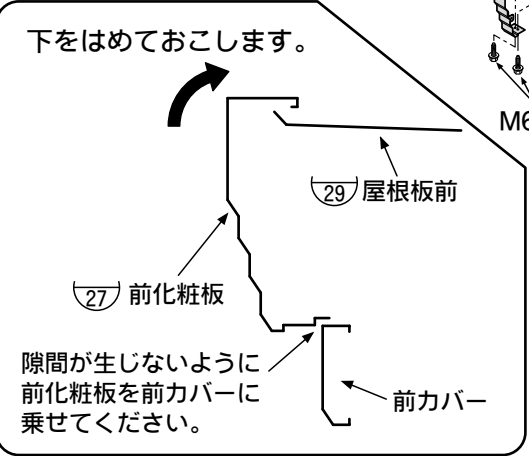 下をはめておこします。
M6
29 屋根板前
27 前化粧板
隙間が生じないように
前化粧板を前カバーに
乗せてください。
前カバー